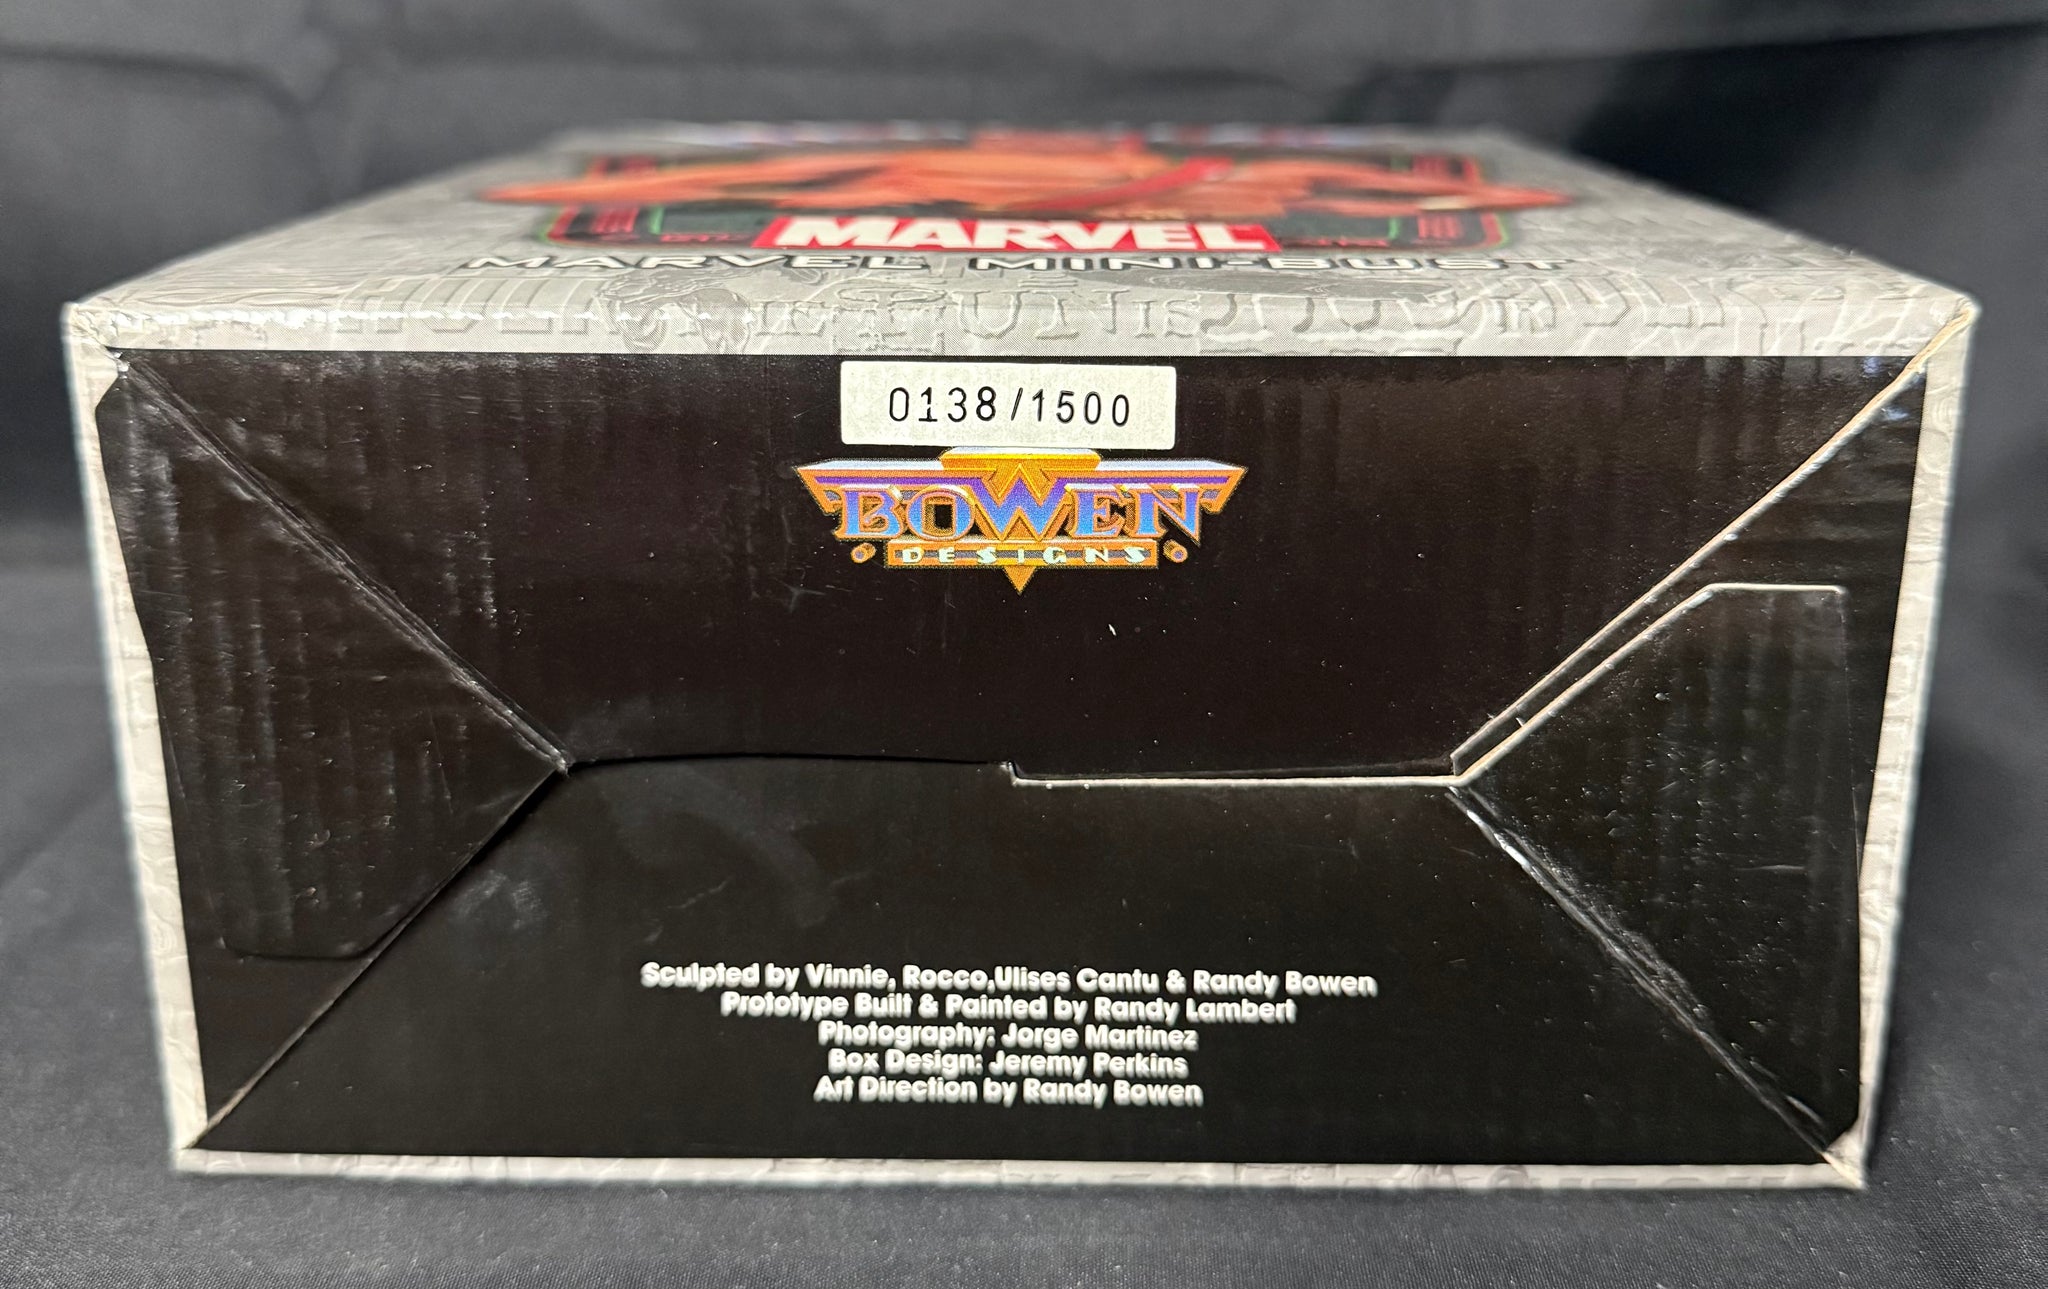 MARVEL
MARVEL MINI-BUST
0138/1500
BOWEN
DESIGNS
Sculpted by Vinnie, Rocco,Ulises Cantu & Randy Bowen
Prototype Built & Painted by Randy Lambert
Photography: Jorge Martinez
Box Design: Jeremy Perkins
Art Direction by Randy Bowen